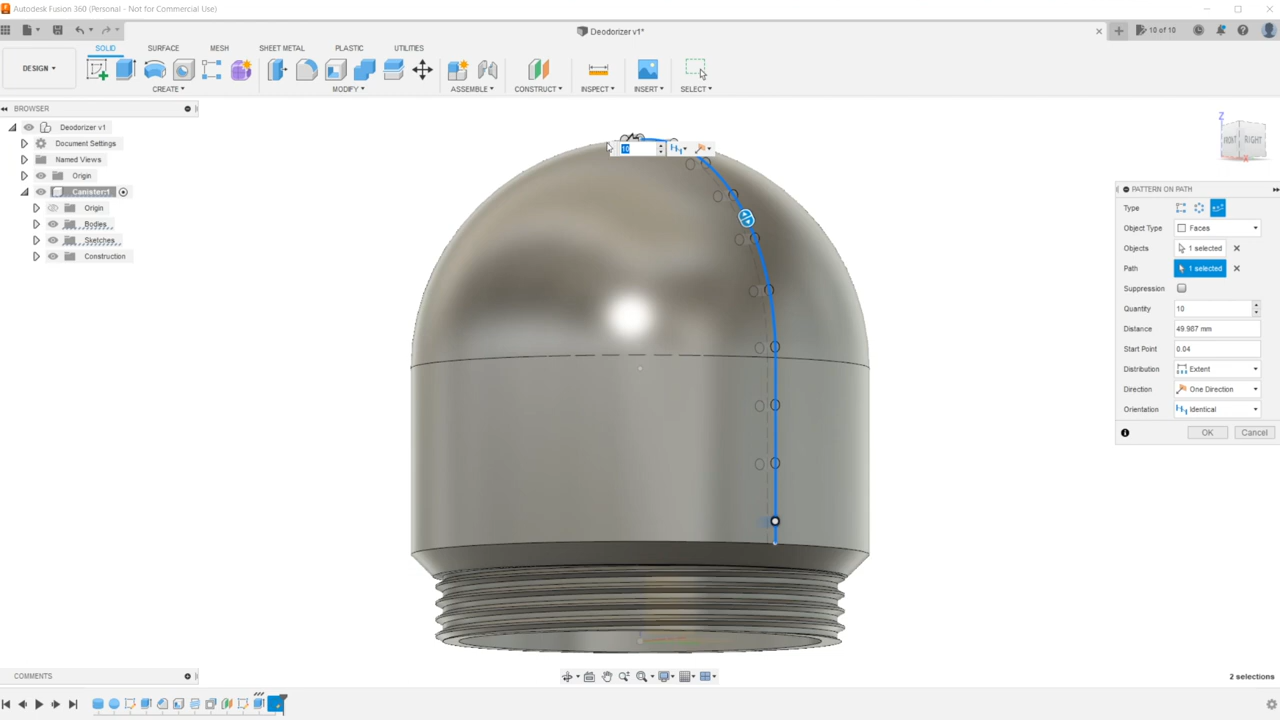 Autodesk Fusion 360 (Personal - Not for Commercial Use)
Deodorizer v1*
10 of 10
DESIGN
SOLID
SURFACE
MESH
SHEET METAL
PLASTIC
UTILITIES
CREATE
MODIFY
ASSEMBLE
CONSTRUCT
INSPECT
INSERT
SELECT
BROWSER
Deodorizer v1
Document Settings
Named Views
Origin
Canister:1
Origin
Bodies
Sketches
Construction
10
Z
FRONT
RIGHT
X
PATTERN ON PATH
Type
Object Type
Faces
Objects
1 selected
Path
1 selected
Suppression
Quantity
10
Distance
49.987 mm
Start Point
0.04
Distribution
Extent
Direction
One Direction
Orientation
Identical
OK
Cancel
COMMENTS
2 selections